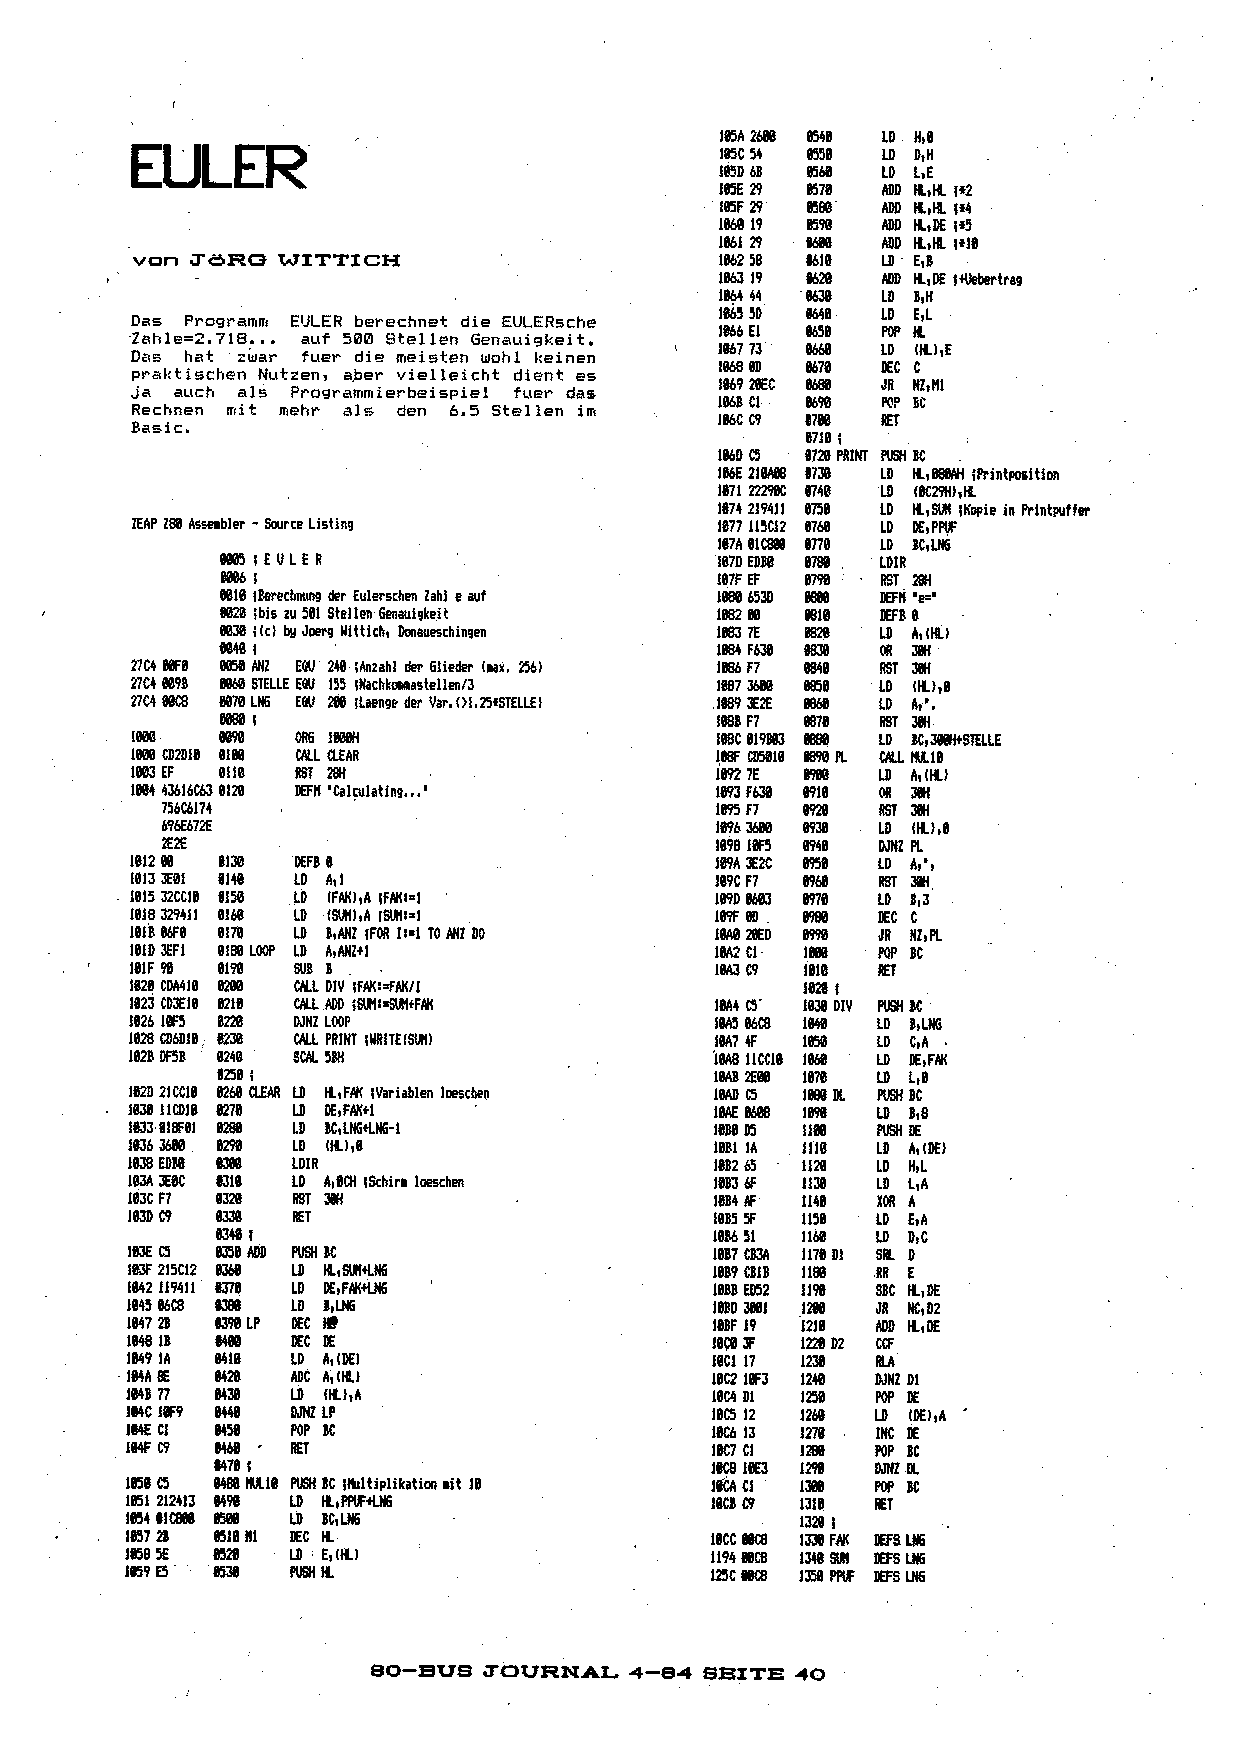 EULER
von JöRG WITTICH
Das Programm EULER berechnet die EULERsche
Zahle=2.718... auf 500 Stellen Genauigkeit.
Das hat zwar fuer die meisten wohl keinen
praktischen Nutzen, aber vielleicht dient es
ja auch als Programmierbeispiel fuer das
Rechnen mit mehr als den 6.5 Stellen im
Basic.
ZEAP Z80 Assembler - Source Listing
0005 ; E U L E R
0006 ;
0010 ;Berechnung der Eulerschen Zahl e auf
0020 ;bis zu 501 Stellen Genauigkeit
0030 ;(c) by Joerg Wittich, Donaueschingen
0040 ;
27C4 00F0 0050 ANZ EQU 240 ;Anzahl der Glieder (max. 256)
27C4 009B 0060 STELLE EQU 155 ;Nachkommastellen/3
27C4 00C8 0070 LNG EQU 200 ;Laenge der Var.(>1.25*STELLE)
0080 ;
1000 0090 ORG 1000H
1000 CD2D10 0100 CALL CLEAR
1003 EF 0110 RST 28H
1004 43616C63 0120 DEFM "Calculating..."
756C6174
696E672E
2E2E
1012 00 0130 DEFB 0
1013 3E01 0140 LD A,1
1015 32CC10 0150 LD (FAK),A ;FAK:=1
1018 329411 0160 LD (SUM),A ;SUM:=1
101B 06F0 0170 LD B,ANZ ;FOR I:=1 TO ANZ DO
101D 3EF1 0180 LOOP LD A,ANZ+1
101F 90 0190 SUB B
1020 CDA410 0200 CALL DIV ;FAK:=FAK/I
1023 CD3E10 0210 CALL ADD ;SUM:=SUM+FAK
1026 10F5 0220 DJNZ LOOP
1028 CD6D10 0230 CALL PRINT ;WRITE(SUM)
102B DF5B 0240 SCAL 5BH
0250 ;
102D 21CC10 0260 CLEAR LD HL,FAK ;Variablen loeschen
1030 11CD10 0270 LD DE,FAK+1
1033 018F01 0280 LD BC,LNG+LNG-1
1036 3600 0290 LD (HL),0
1038 EDB0 0300 LDIR
103A 3E0C 0310 LD A,0CH ;Schirm loeschen
103C F7 0320 RST 30H
103D C9 0330 RET
0340 ;
103E C5 0350 ADD PUSH BC
103F 215C12 0360 LD HL,SUM+LNG
1042 119411 0370 LD DE,FAK+LNG
1045 06C8 0380 LD B,LNG
1047 2B 0390 LP DEC
1048 1B 0400 DEC DE
1049 1A 0410 LD A,(DE)
104A 8E 0420 ADC A,(HL)
104B 77 0430 LD (HL),A
104C 10F9 0440 DJNZ LP
104E C1 0450 POP BC
104F C9 0460 RET
0470 ;
1050 C5 0480 MUL10 PUSH BC ;Multiplikation mit 10
1051 212413 0490 LD HL,PPUF+LNG
1054 01C800 0500 LD BC,LNG
1057 2B 0510 M1 DEC HL
1058 5E 0520 LD E,(HL)
1059 E5 0530 PUSH HL
105A 2600 0540 LD H,0
105C 54 0550 LD D,H
105D 6B 0560 LD L,E
105E 29 0570 ADD HL,HL ;*2
105F 29 0580 ADD HL,HL ;*4
1060 19 0590 ADD HL,DE ;*5
1061 29 0600 ADD HL,HL ;*10
1062 58 0610 LD E,B
1063 19 0620 ADD HL,DE ;+Uebertrag
1064 44 0630 LD B,H
1065 5D 0640 LD E,L
1066 E1 0650 POP HL
1067 73 0660 LD (HL),E
1068 0D 0670 DEC C
1069 20EC 0680 JR NZ,M1
106B C1 0690 POP BC
106C C9 0700 RET
0710 ;
106D C5 0720 PRINT PUSH BC
106E 210A08 0730 LD HL,080AH ;Printposition
1071 22290C 0740 LD (0C29H),HL
1074 219411 0750 LD HL,SUM ;Kopie in Printpuffer
1077 115C12 0760 LD DE,PPUF
107A 01C800 0770 LD BC,LNG
107D EDB0 0780 LDIR
107F EF 0790 RST 28H
1080 653D 0800 DEFM "e="
1082 00 0810 DEFB 0
1083 7E 0820 LD A,(HL)
1084 F630 0830 OR 30H
1086 F7 0840 RST 30H
1087 3600 0850 LD (HL),0
1089 3E2E 0860 LD A,".
108B F7 0870 RST 30H
108C 019B03 0880 LD BC,300H+STELLE
108F CD5010 0890 PL CALL MUL10
1092 7E 0900 LD A,(HL)
1093 F630 0910 OR 30H
1095 F7 0920 RST 30H
1096 3600 0930 LD (HL),0
1098 10F5 0940 DJNZ PL
109A 3E2C 0950 LD A,",
109C F7 0960 RST 30H
109D 0603 0970 LD B,3
109F 0D 0980 DEC C
10A0 20ED 0990 JR NZ,PL
10A2 C1 1000 POP BC
10A3 C9 1010 RET
1020 ;
10A4 C5 1030 DIV PUSH BC
10A5 06C8 1040 LD B,LNG
10A7 4F 1050 LD C,A
10A8 11CC10 1060 LD DE,FAK
10AB 2E00 1070 LD L,0
10AD C5 1080 DL PUSH BC
10AE 0608 1090 LD B,8
10B0 D5 1100 PUSH DE
10B1 1A 1110 LD A,(DE)
10B2 65 1120 LD H,L
10B3 6F 1130 LD L,A
10B4 AF 1140 XOR A
10B5 5F 1150 LD E,A
10B6 51 1160 LD D,C
10B7 CB3A 1170 D1 SRL D
10B9 CB1B 1180 RR E
10BB ED52 1190 SBC HL,DE
10BD 3001 1200 JR NC,D2
10BF 19 1210 ADD HL,DE
10C0 3F 1220 D2 CCF
10C1 17 1230 RLA
10C2 10F3 1240 DJNZ D1
10C4 D1 1250 POP DE
10C5 12 1260 LD (DE),A
10C6 13 1270 INC DE
10C7 C1 1280 POP BC
10C8 10E3 1290 DJNZ DL
10CA C1 1300 POP BC
10CB C9 1310 RET
1320 ;
10CC 00C8 1330 FAK DEFS LNG
1194 00C8 1340 SUM DEFS LNG
125C 00C8 1350 PPUF DEFS LNG
80-BUS JOURNAL 4-84 SEITE 40